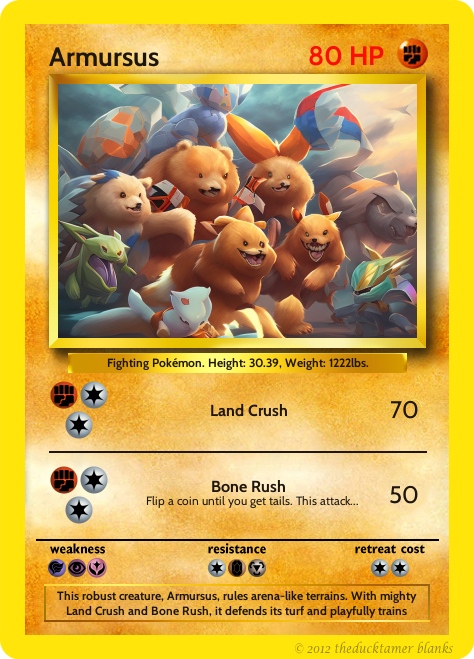 Armursus 80 HP
Fighting Pokémon. Height: 30.39, Weight: 1222lbs.
Land Crush 70
Bone Rush 50
Flip a coin until you get tails. This attack...
weakness resistance retreat cost
This robust creature, Armursus, rules arena-like terrains. With mighty
Land Crush and Bone Rush, it defends its turf and playfully trains
© 2012 theducktamer blanks